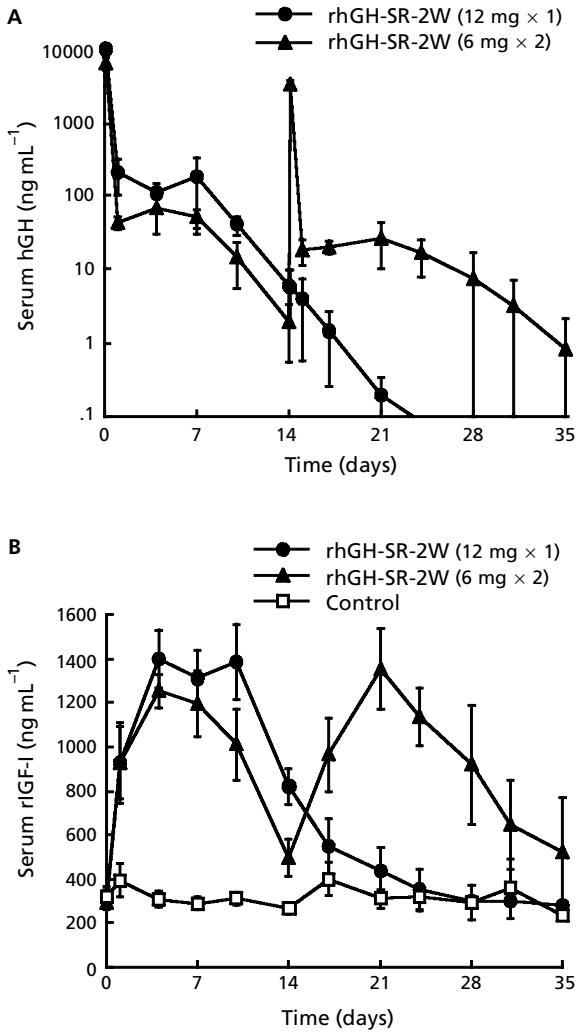 A
rhGH-SR-2W (12 mg × 1)
rhGH-SR-2W (6 mg × 2)
Serum hGH (ng mL⁻¹)
10000
1000
100
10
1
.1
0 7 14 21 28 35
Time (days)
B
rhGH-SR-2W (12 mg × 1)
rhGH-SR-2W (6 mg × 2)
Control
Serum rIGF-I (ng mL⁻¹)
1600
1400
1200
1000
800
600
400
200
0
0 7 14 21 28 35
Time (days)